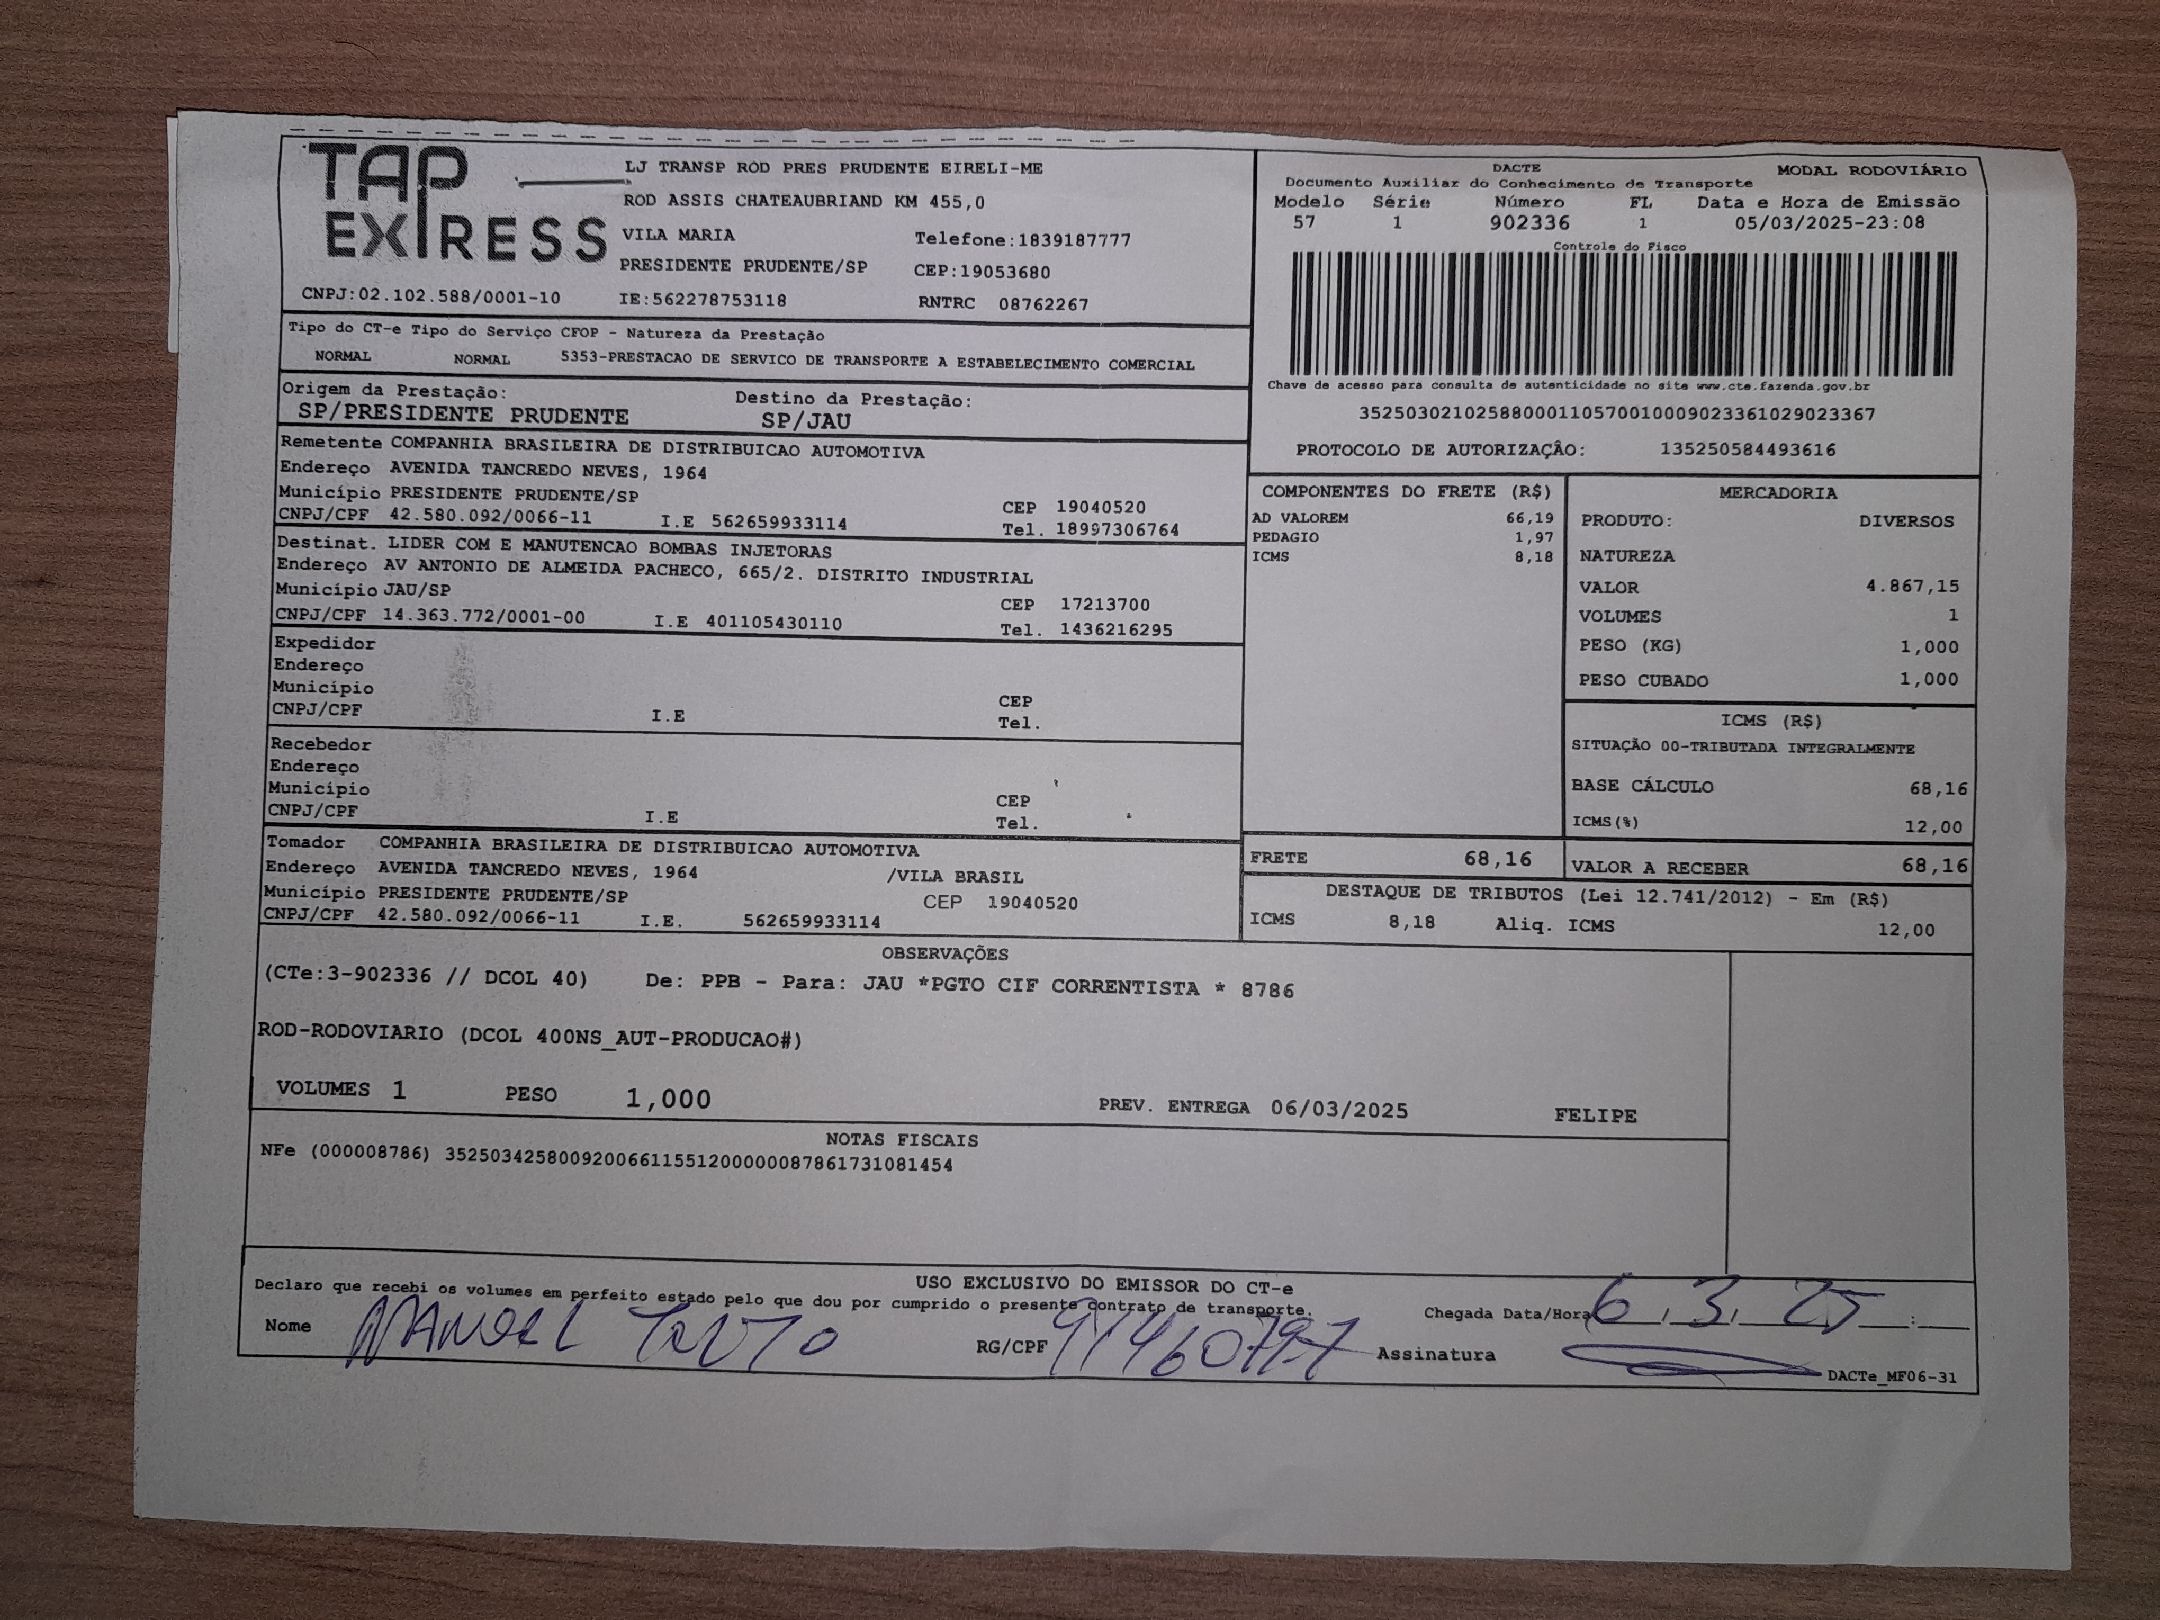 TAP
EXPRESS
LJ TRANSP ROD PRES PRUDENTE EIRELI-ME
ROD ASSIS CHATEAUBRIAND KM 455,0
VILA MARIA Telefone:1839187777
PRESIDENTE PRUDENTE/SP CEP:19053680
CNPJ:02.102.588/0001-10 IE:562278753118 RNTRC 08762267
DACTE MODAL RODOVIÁRIO
Documento Auxiliar do Conhecimento de Transporte
Modelo Série Número FL Data e Hora de Emissão
57 1 902336 1 05/03/2025-23:08
Controle do Fisco
Chave de acesso para consulta de autenticidade no site www.cte.fazenda.gov.br
35250302102588000110570010009023361029023367
PROTOCOLO DE AUTORIZAÇÂO: 135250584493616
Tipo do CT-e Tipo do Serviço CFOP - Natureza da Prestação
NORMAL NORMAL 5353-PRESTACAO DE SERVICO DE TRANSPORTE A ESTABELECIMENTO COMERCIAL
Origem da Prestação: Destino da Prestação:
SP/PRESIDENTE PRUDENTE SP/JAU
Remetente COMPANHIA BRASILEIRA DE DISTRIBUICAO AUTOMOTIVA
Endereço AVENIDA TANCREDO NEVES, 1964
Município PRESIDENTE PRUDENTE/SP CEP 19040520
CNPJ/CPF 42.580.092/0066-11 I.E 562659933114 Tel. 18997306764
Destinat. LIDER COM E MANUTENCAO BOMBAS INJETORAS
Endereço AV ANTONIO DE ALMEIDA PACHECO, 665/2. DISTRITO INDUSTRIAL
Município JAU/SP CEP 17213700
CNPJ/CPF 14.363.772/0001-00 I.E 401105430110 Tel. 1436216295
Expedidor
Endereço
Município CEP
CNPJ/CPF I.E Tel.
Recebedor
Endereço
Município CEP
CNPJ/CPF I.E Tel.
Tomador COMPANHIA BRASILEIRA DE DISTRIBUICAO AUTOMOTIVA
Endereço AVENIDA TANCREDO NEVES, 1964 /VILA BRASIL
Município PRESIDENTE PRUDENTE/SP CEP 19040520
CNPJ/CPF 42.580.092/0066-11 I.E. 562659933114
COMPONENTES DO FRETE (R$)
AD VALOREM 66,19
PEDAGIO 1,97
ICMS 8,18
MERCADORIA
PRODUTO: DIVERSOS
NATUREZA
VALOR 4.867,15
VOLUMES 1
PESO (KG) 1,000
PESO CUBADO 1,000
ICMS (R$)
SITUAÇÃO 00-TRIBUTADA INTEGRALMENTE
BASE CÁLCULO 68,16
ICMS(%) 12,00
FRETE 68,16 VALOR A RECEBER 68,16
DESTAQUE DE TRIBUTOS (Lei 12.741/2012) - Em (R$)
ICMS 8,18 Aliq. ICMS 12,00
OBSERVAÇÕES
(CTe:3-902336 // DCOL 40) De: PPB - Para: JAU *PGTO CIF CORRENTISTA * 8786
ROD-RODOVIARIO (DCOL 400NS_AUT-PRODUCAO#)
VOLUMES 1 PESO 1,000 PREV. ENTREGA 06/03/2025 FELIPE
NOTAS FISCAIS
NFe (000008786) 35250342580092006611551200000087861731081454
USO EXCLUSIVO DO EMISSOR DO CT-e
Declaro que recebi os volumes em perfeito estado pelo que dou por cumprido o presente contrato de transporte.
Chegada Data/Hora 6.3.25 :
Nome MANOEL RG/CPF Assinatura
DACTe_MF06-31